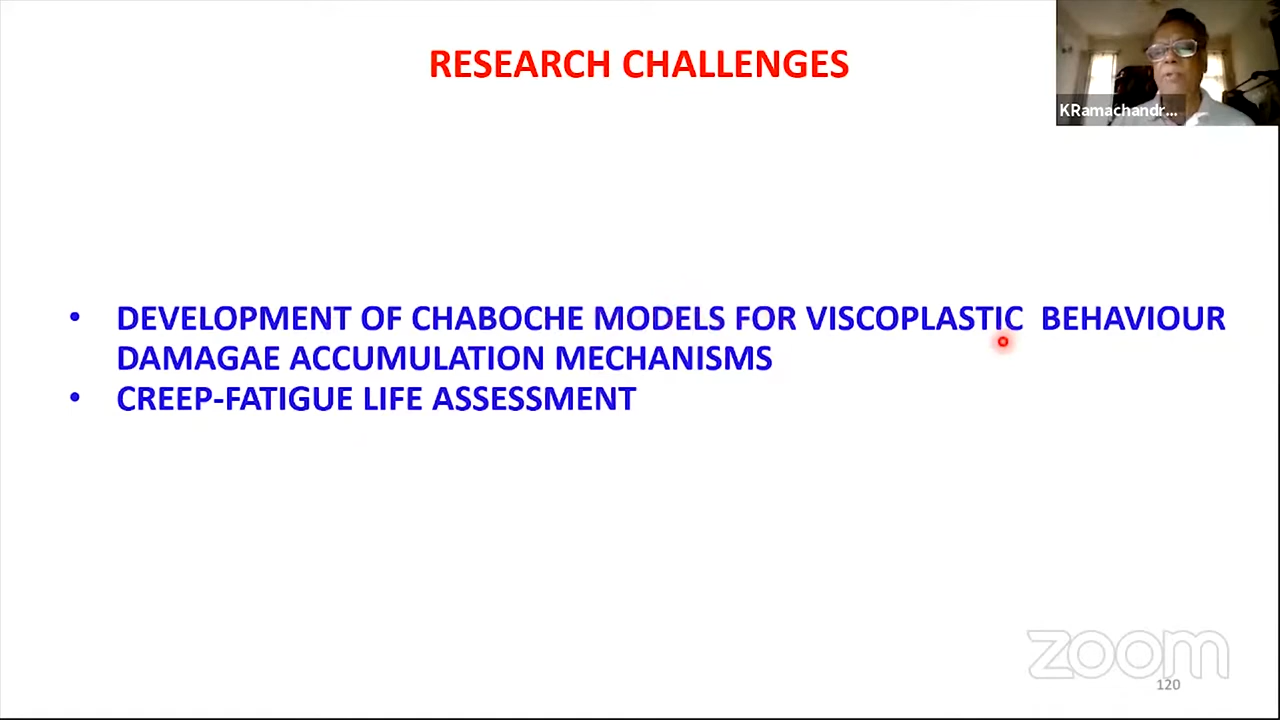 RESEARCH CHALLENGES
KRamachandr...
• DEVELOPMENT OF CHABOCHE MODELS FOR VISCOPLASTIC BEHAVIOUR
DAMAGAE ACCUMULATION MECHANISMS
• CREEP-FATIGUE LIFE ASSESSMENT
zoom
120